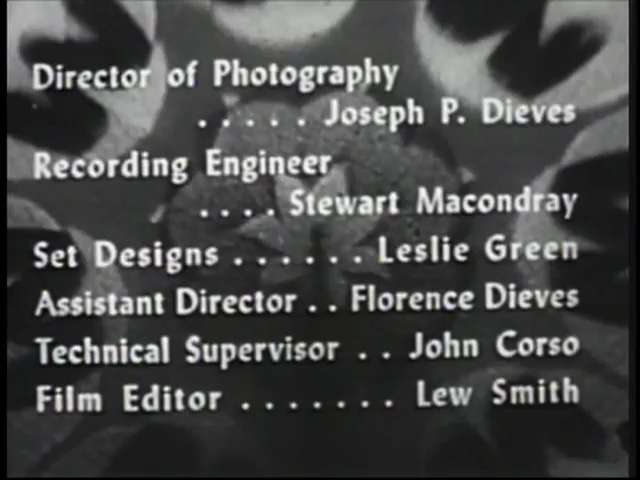 Director of Photography
. . . . . Joseph P. Dieves
Recording Engineer
. . . . Stewart Macondray
Set Designs . . . . . . Leslie Green
Assistant Director . . Florence Dieves
Technical Supervisor . . John Corso
Film Editor . . . . . . . Lew Smith